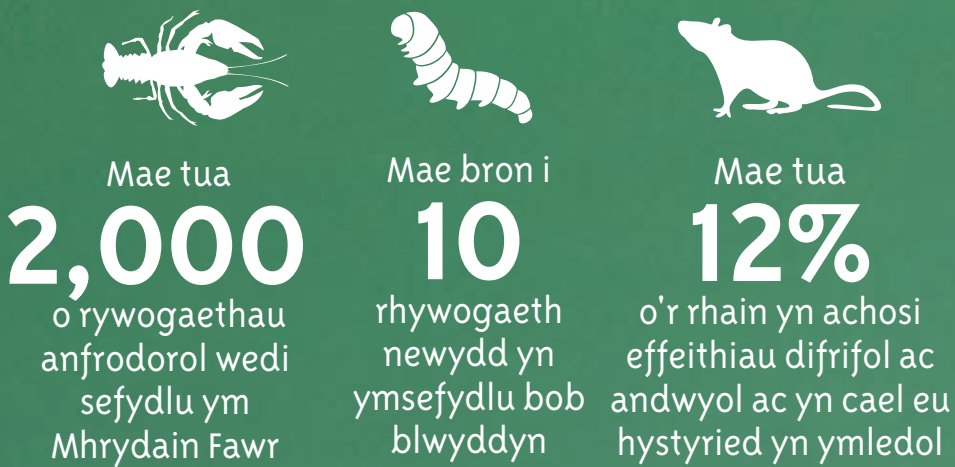 Mae tua
2,000
o rywogaethau
anfrodorol wedi
sefydlu ym
Mhrydain Fawr
Mae bron i
10
rhywogaeth
newydd yn
ymsefydlu bob
blwyddyn
Mae tua
12%
o'r rhain yn achosi
effeithiau difrifol ac
andwyol ac yn cael eu
hystyried yn ymledol